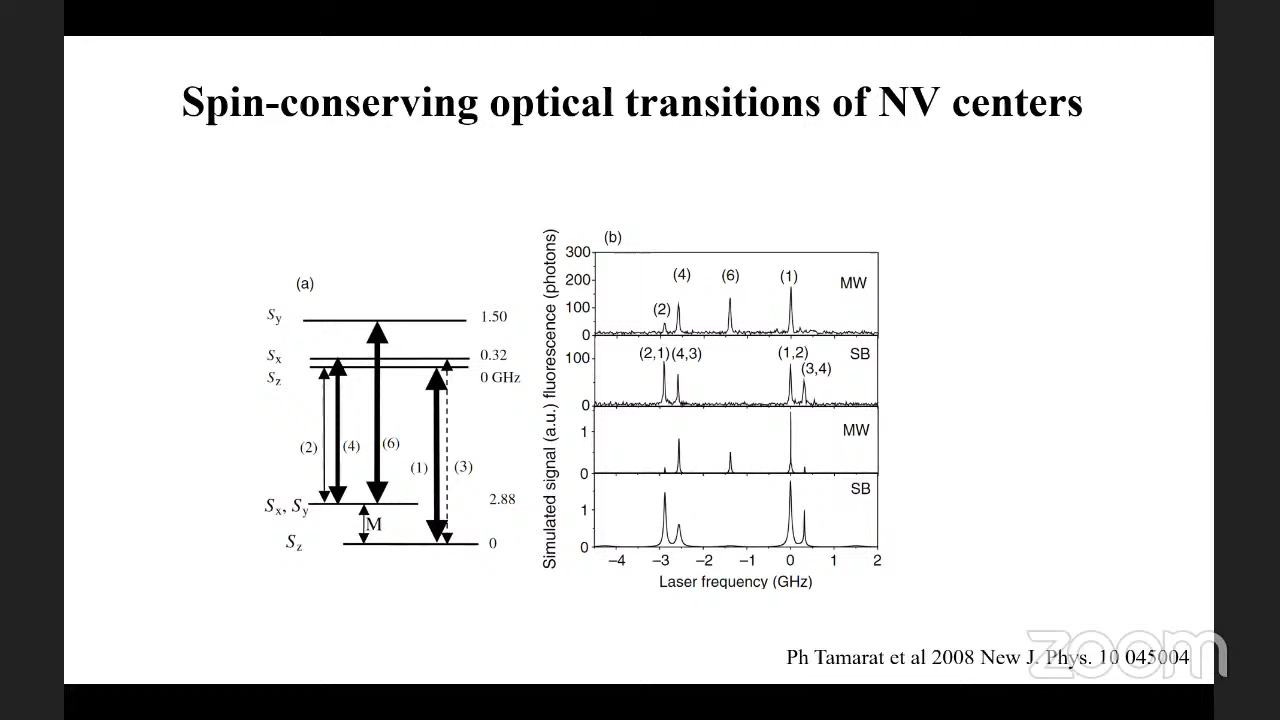 Spin-conserving optical transitions of NV centers
(a)
Sy 1.50
Sx 0.32
Sz 0 GHz
(2) (4) (6) (1) (3)
Sx, Sy 2.88
M
Sz 0
(b)
Simulated signal (a.u.) fluorescence (photons)
300
200
100
0
(2) (4) (6) (1) MW
100
0
(2,1) (4,3) (1,2) (3,4) SB
1
0
MW
1
0
SB
−4 −3 −2 −1 0 1 2
Laser frequency (GHz)
Ph Tamarat et al 2008 New J. Phys. 10 045004
zoom